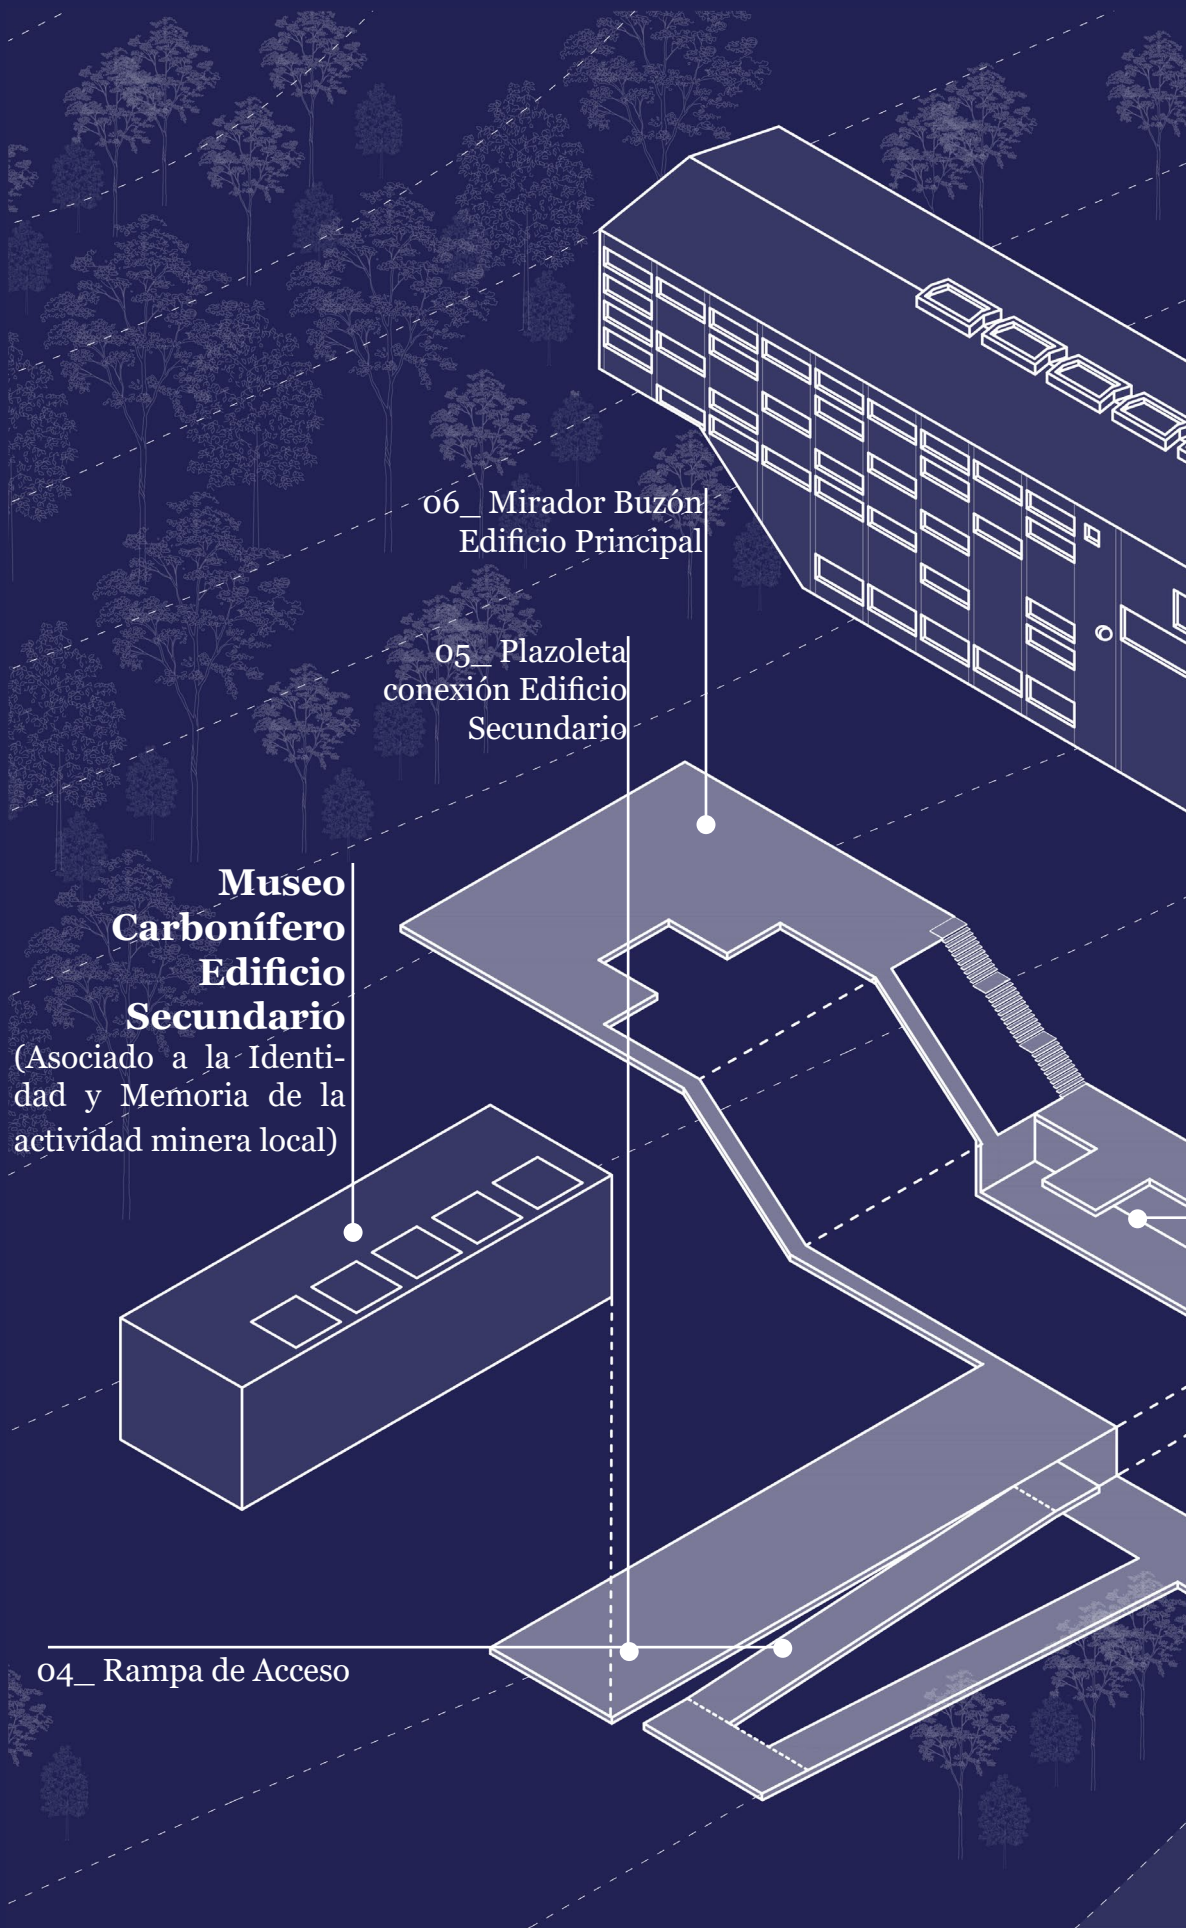 06_ Mirador Buzón
Edificio Principal
05_ Plazoleta
conexión Edificio
Secundario
Museo
Carbonífero
Edificio
Secundario
(Asociado a la Identi-
dad y Memoria de la
actividad minera local)
04_ Rampa de Acceso